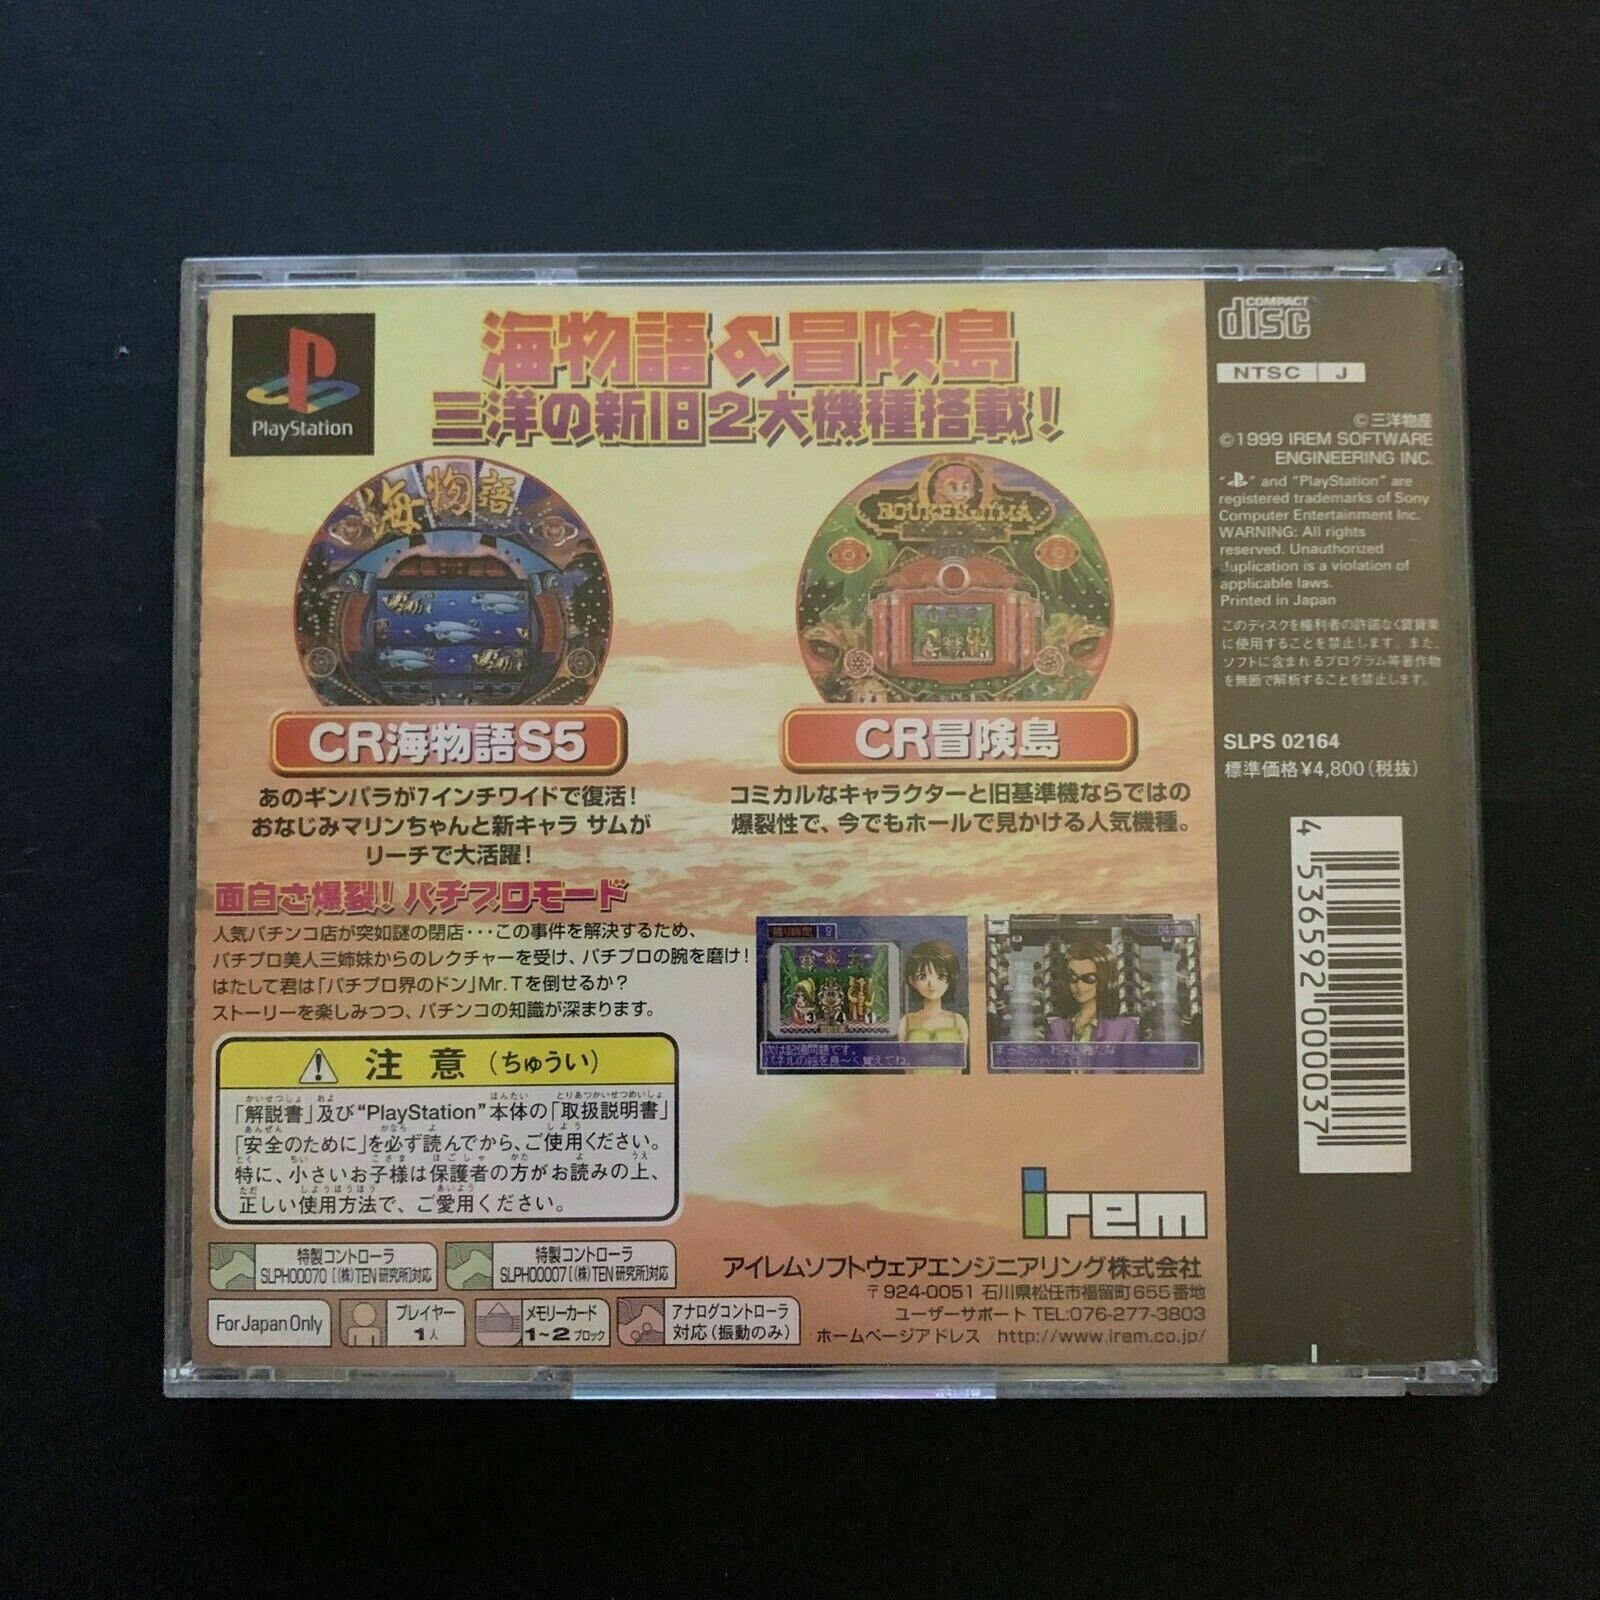 PlayStation
海物語&冒険島
三洋の新旧2大機種搭載!
海物語
BOUKENJIMA
CR海物語S5
CR冒険島
あのギンパラが7インチワイドで復活!
おなじみマリンちゃんと新キャラ サムが
リーチで大活躍!
コミカルなキャラクターと旧基準機ならではの
爆裂性で、今でもホールで見かける人気機種。
面白さ爆裂! パチプロモード
人気パチンコ店が突如謎の閉店・・・この事件を解決するため、
パチプロ美人三姉妹からのレクチャーを受け、パチプロの腕を磨け!
はたして君は「パチプロ界のドン」Mr.Tを倒せるか?
ストーリーを楽しみつつ、パチンコの知識が深まります。
9
3 4 1
次は記憶問題です。
パネルの絵を良〜く覚えてね。
注意(ちゅうい)
「解説書」及び“PlayStation”本体の「取扱説明書」
「安全のために」を必ず読んでから、ご使用ください。
特に、小さいお子様は保護者の方がお読みの上、
正しい使用方法で、ご愛用ください。
特製コントローラ
SLPH00070[(株)TEN研究所]対応
特製コントローラ
SLPH00007[(株)TEN研究所]対応
For Japan Only
プレイヤー
1人
メモリーカード
1~2ブロック
アナログコントローラ
対応(振動のみ)
irem
アイレムソフトウェアエンジニアリング株式会社
〒924-0051 石川県松任市福留町655番地
ユーザーサポート TEL:076-277-3803
ホームページアドレス http://www.irem.co.jp/
COMPACT
disc
NTSC J
©三洋物産
©1999 IREM SOFTWARE
ENGINEERING INC.
“PS” and “PlayStation” are
registered trademarks of Sony
Computer Entertainment Inc.
WARNING: All rights
reserved. Unauthorized
duplication is a violation of
applicable laws.
Printed in Japan
このディスクを権利者の許諾なく賃貸業
に使用することを禁止します。また、
ソフトに含まれるプログラム等著作物
を無断で解析することを禁止します。
SLPS 02164
標準価格¥4,800(税抜)
4 536592 000037